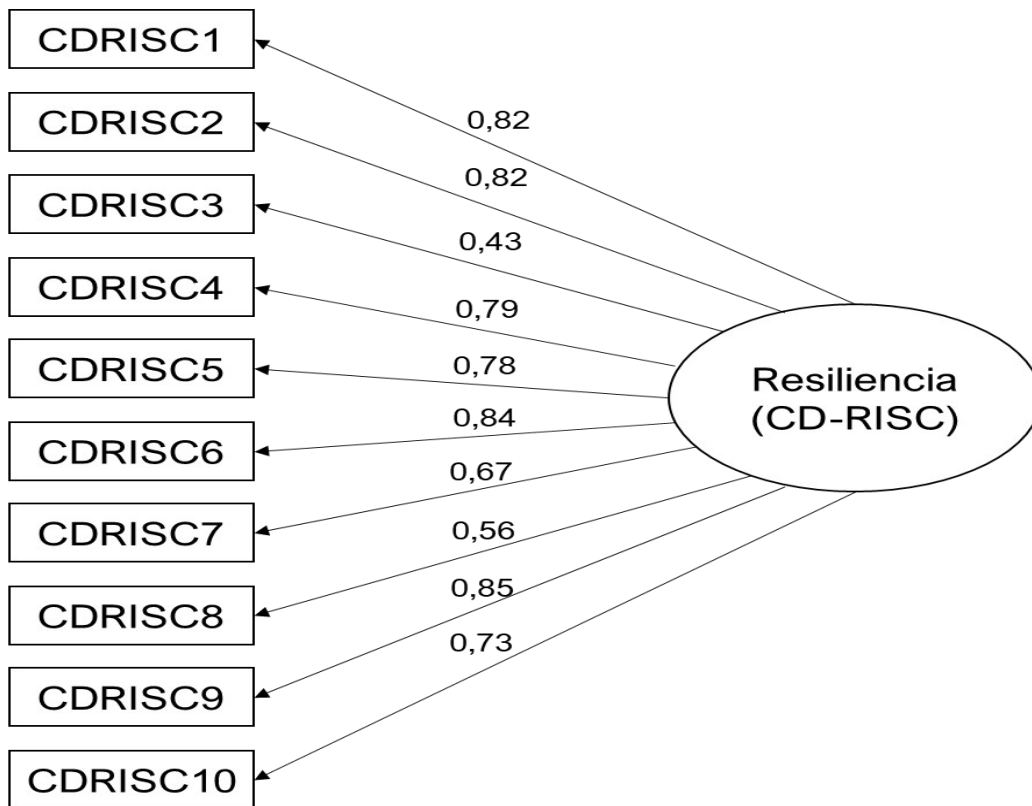 CDRISC1
CDRISC2
CDRISC3
CDRISC4
CDRISC5
CDRISC6
CDRISC7
CDRISC8
CDRISC9
CDRISC10
0,82
0,82
0,43
0,79
0,78
0,84
0,67
0,56
0,85
0,73
Resiliencia
(CD-RISC)